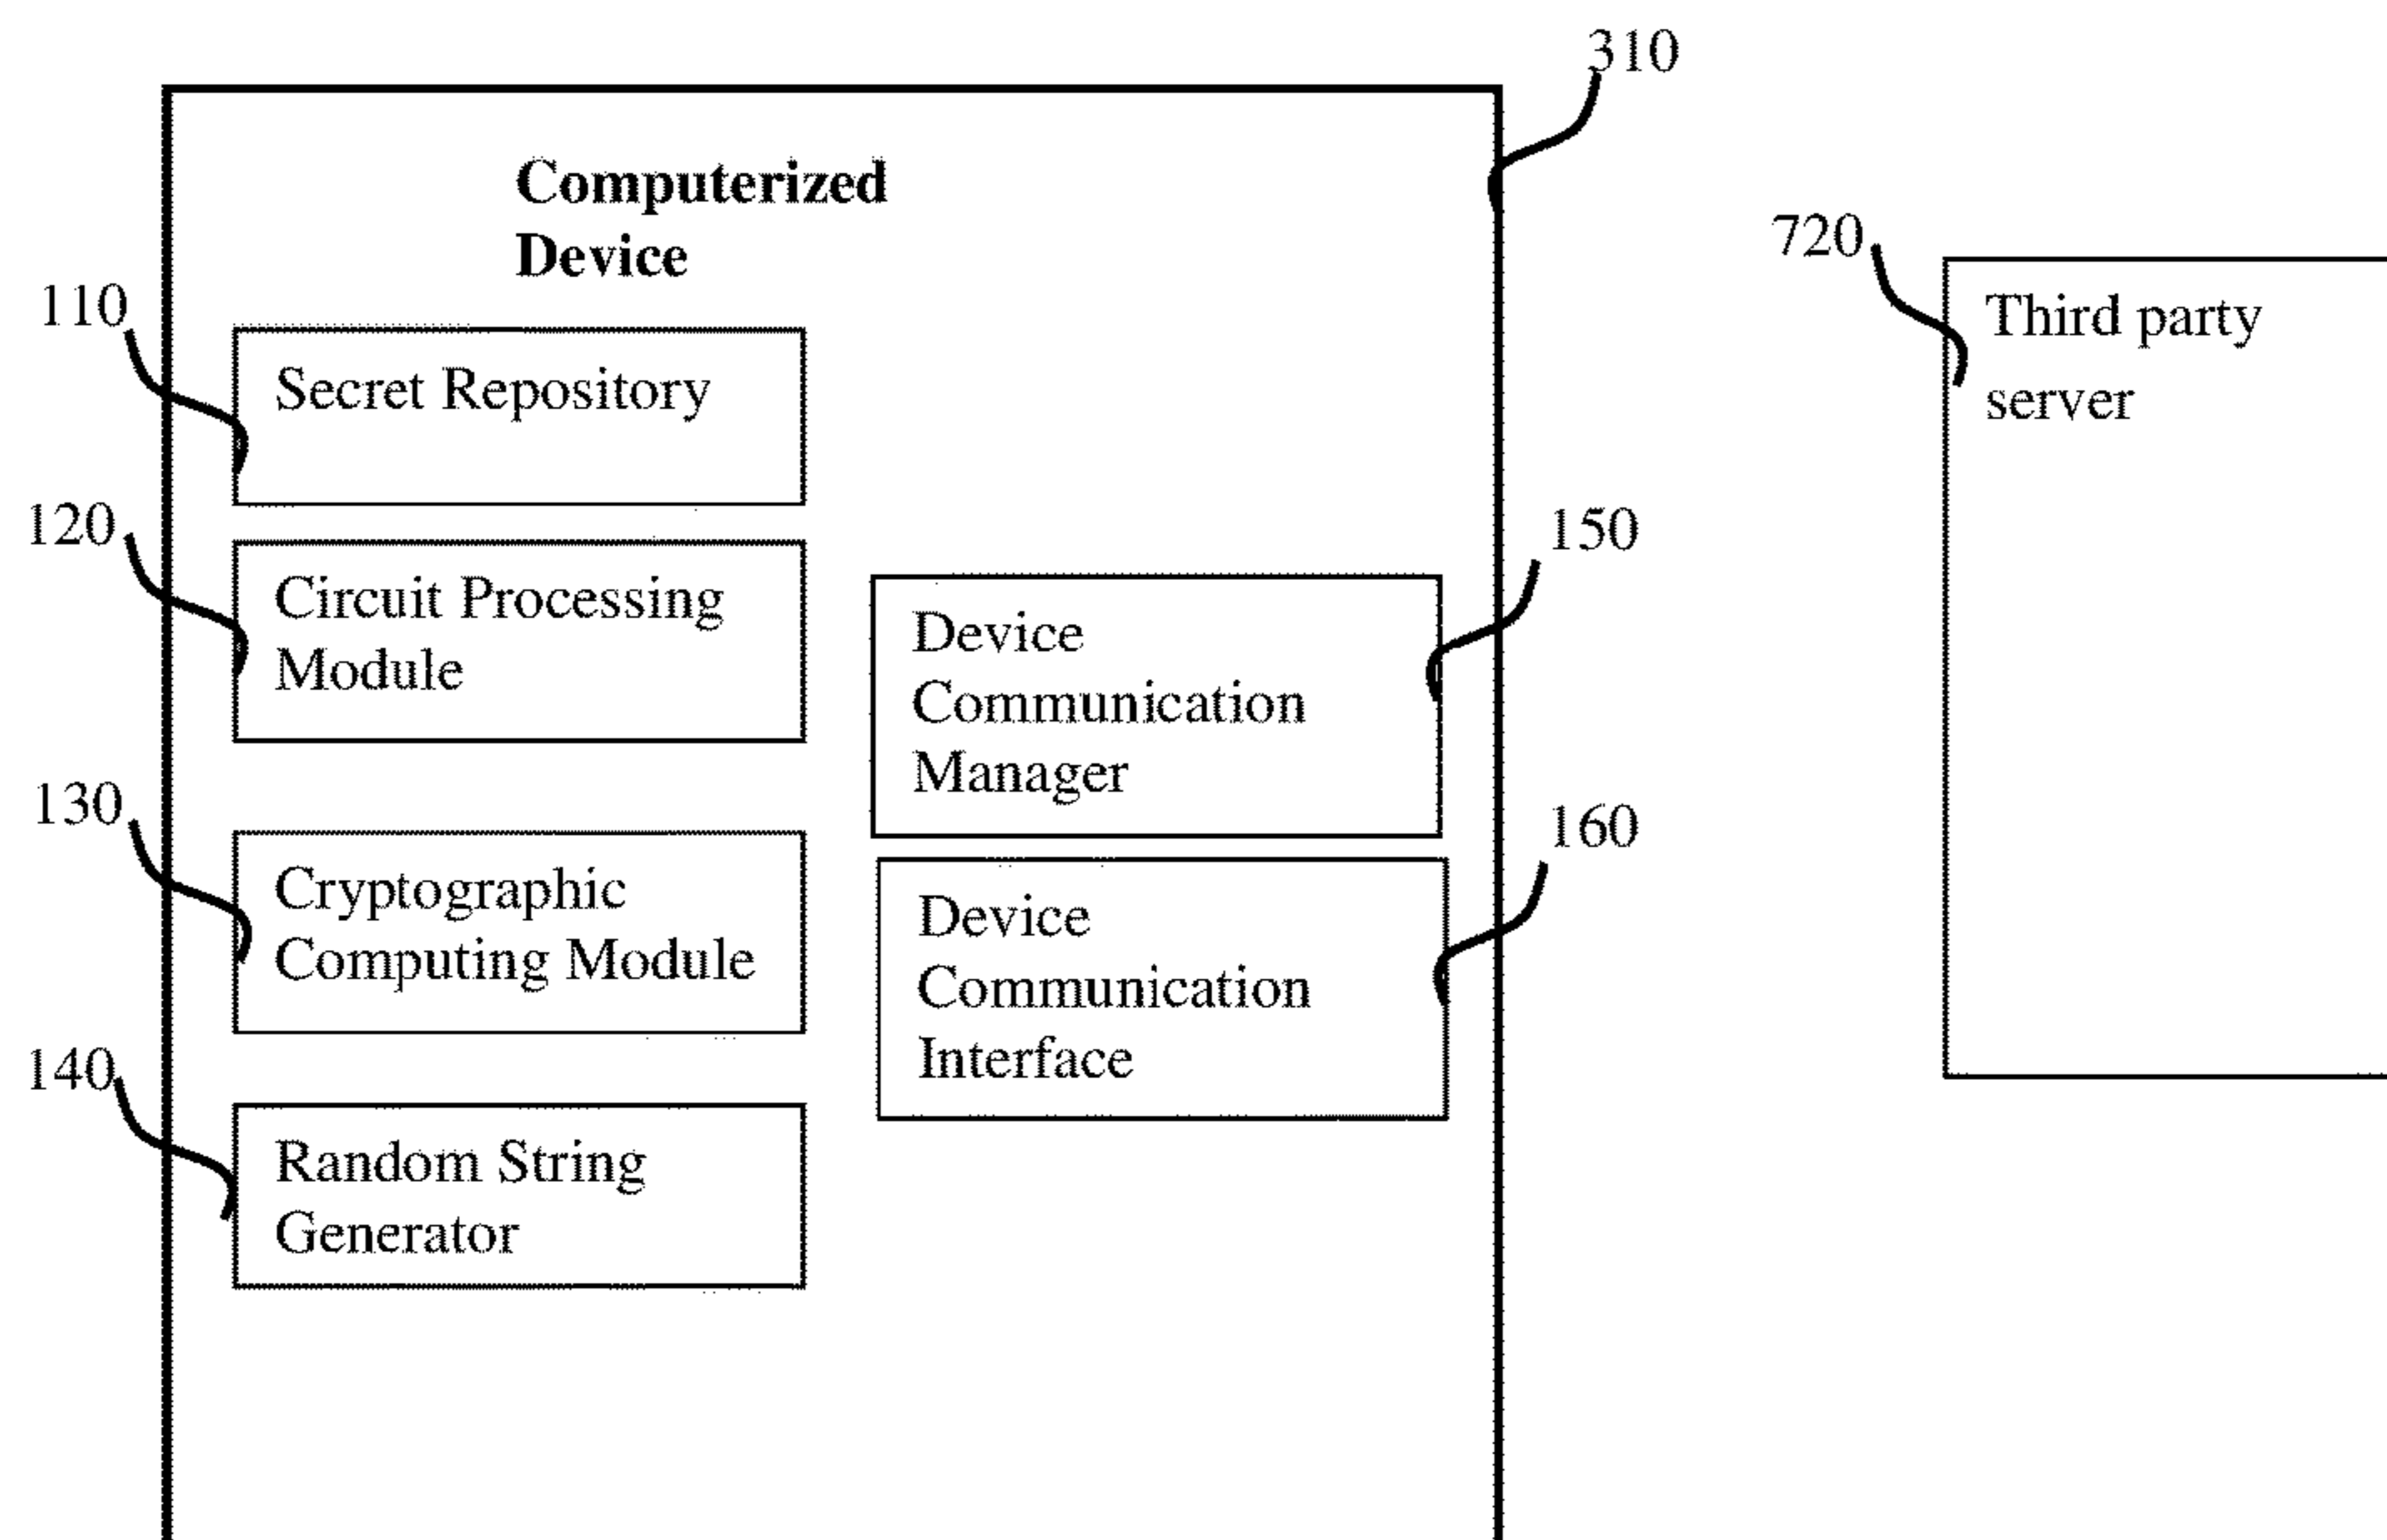 310
Computerized
Device
720
Third party
server
110
Secret Repository
120
Circuit Processing
Module
150
Device
Communication
Manager
130
Cryptographic
Computing Module
160
Device
Communication
Interface
140
Random String
Generator